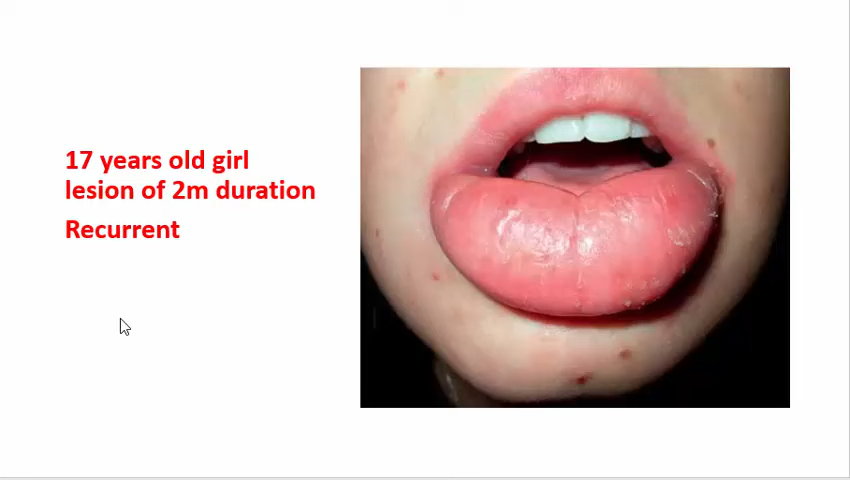 17 years old girl
lesion of 2m duration
Recurrent